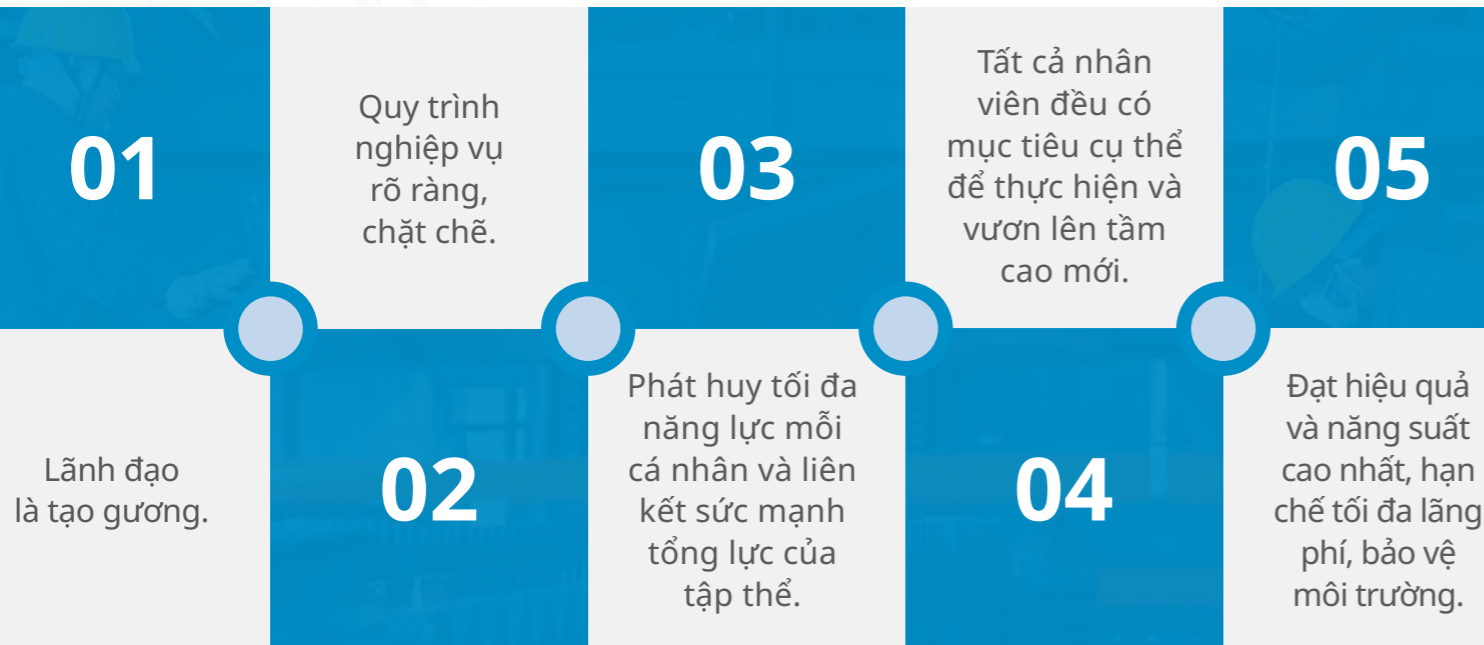 01
Lãnh đạo
là tạo gương.
Quy trình
nghiệp vụ
rõ ràng,
chặt chẽ.
02
03
Phát huy tối đa
năng lực mỗi
cá nhân và liên
kết sức mạnh
tổng lực của
tập thể.
Tất cả nhân
viên đều có
mục tiêu cụ thể
để thực hiện và
vươn lên tầm
cao mới.
04
05
Đạt hiệu quả
và năng suất
cao nhất, hạn
chế tối đa lãng
phí, bảo vệ
môi trường.